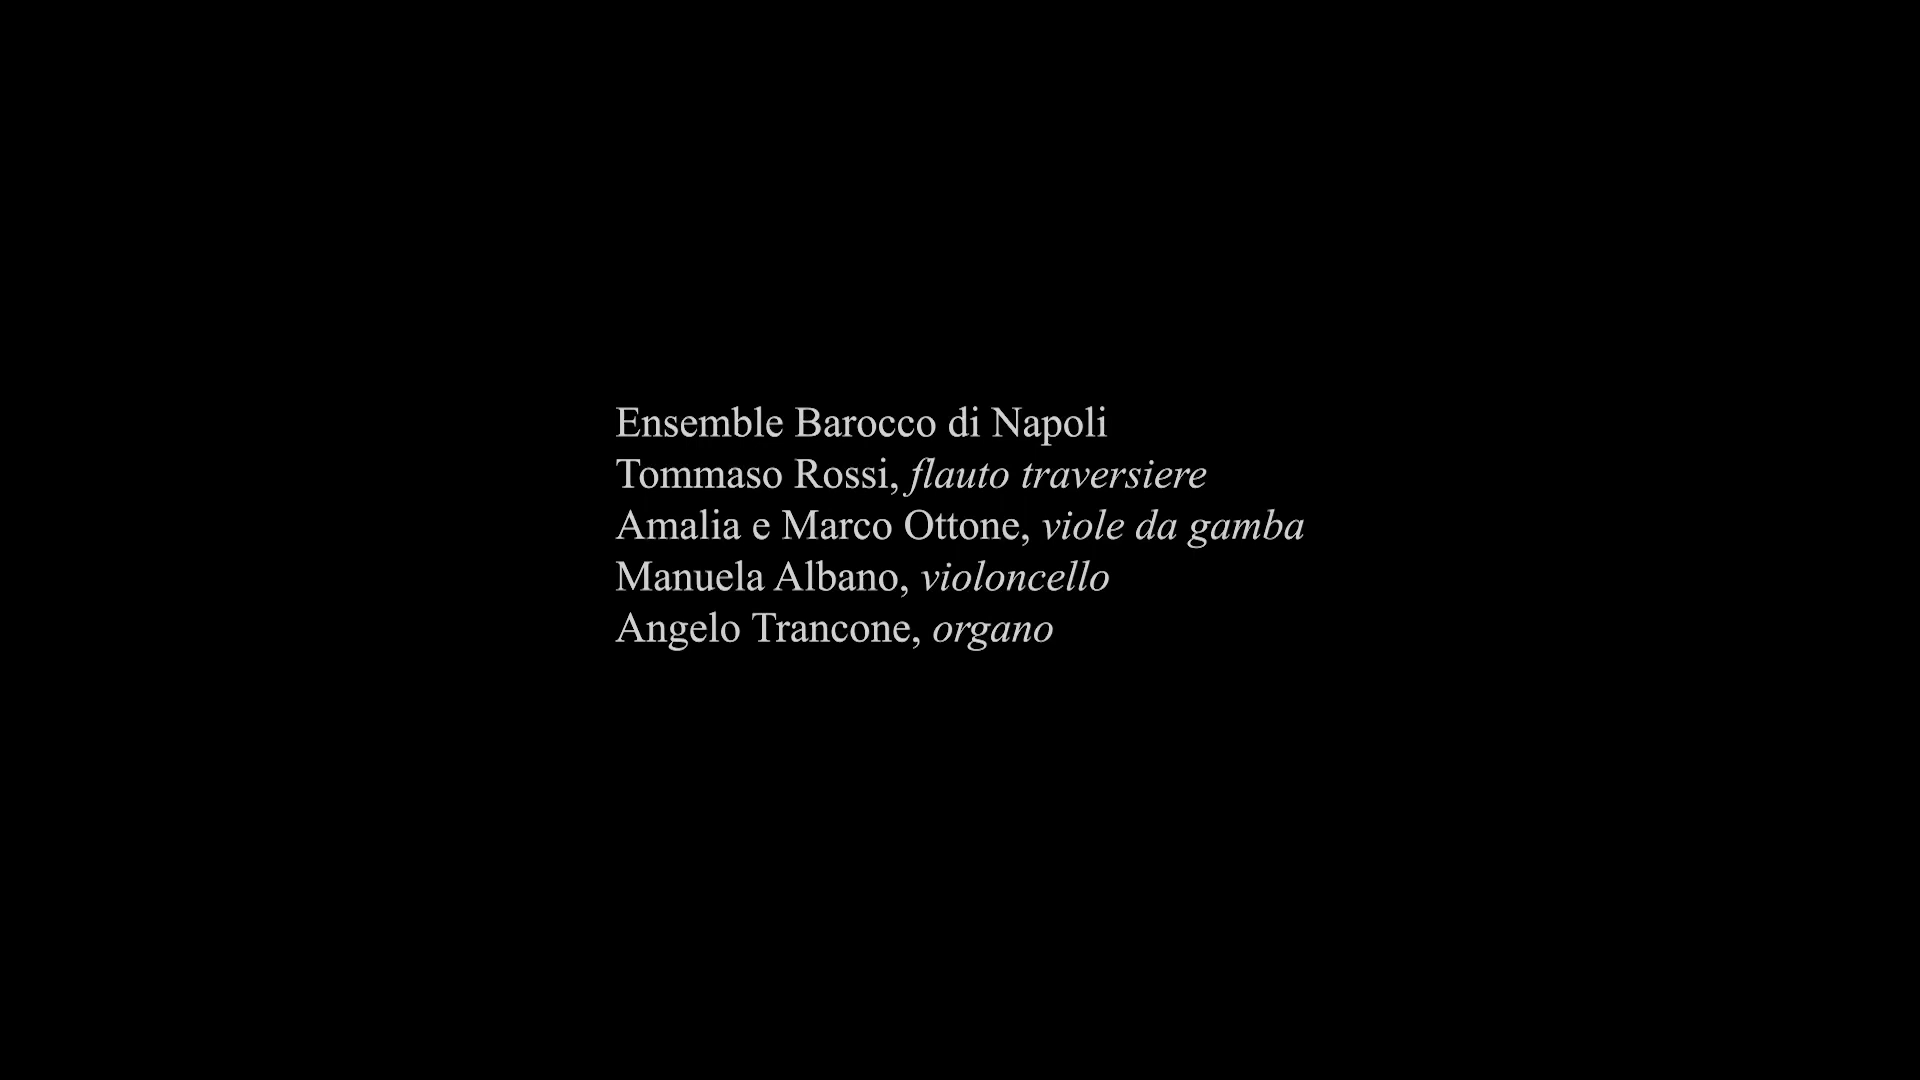 Ensemble Barocco di Napoli
Tommaso Rossi, flauto traversiere
Amalia e Marco Ottone, viole da gamba
Manuela Albano, violoncello
Angelo Trancone, organo